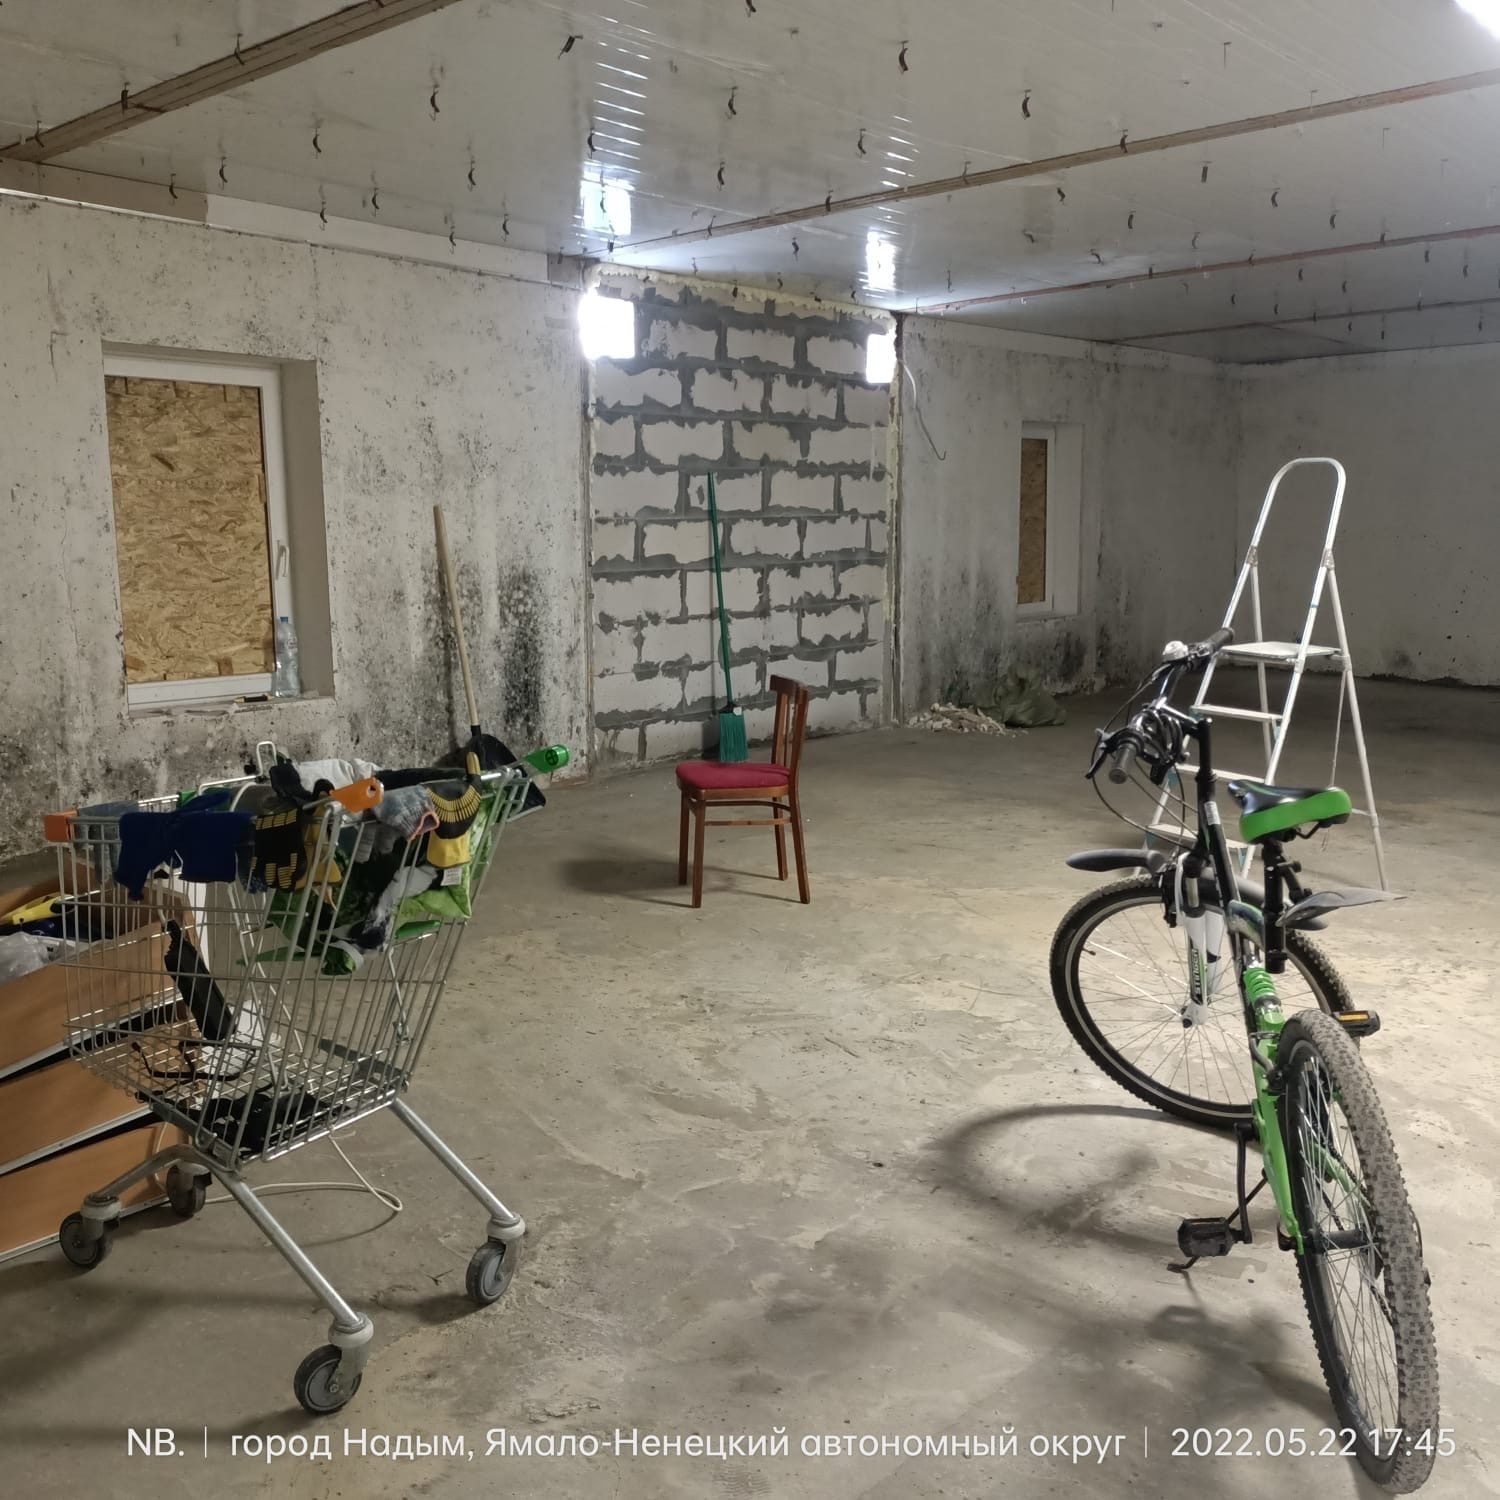 NB. | город Надым, Ямало-Ненецкий автономный округ | 2022.05.22 17:45